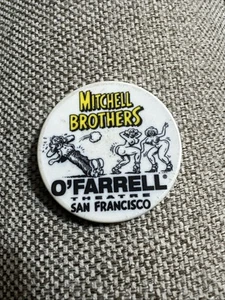 MITCHELL
BROTHERS
O'FARRELL
THEATRE
SAN FRANCISCO